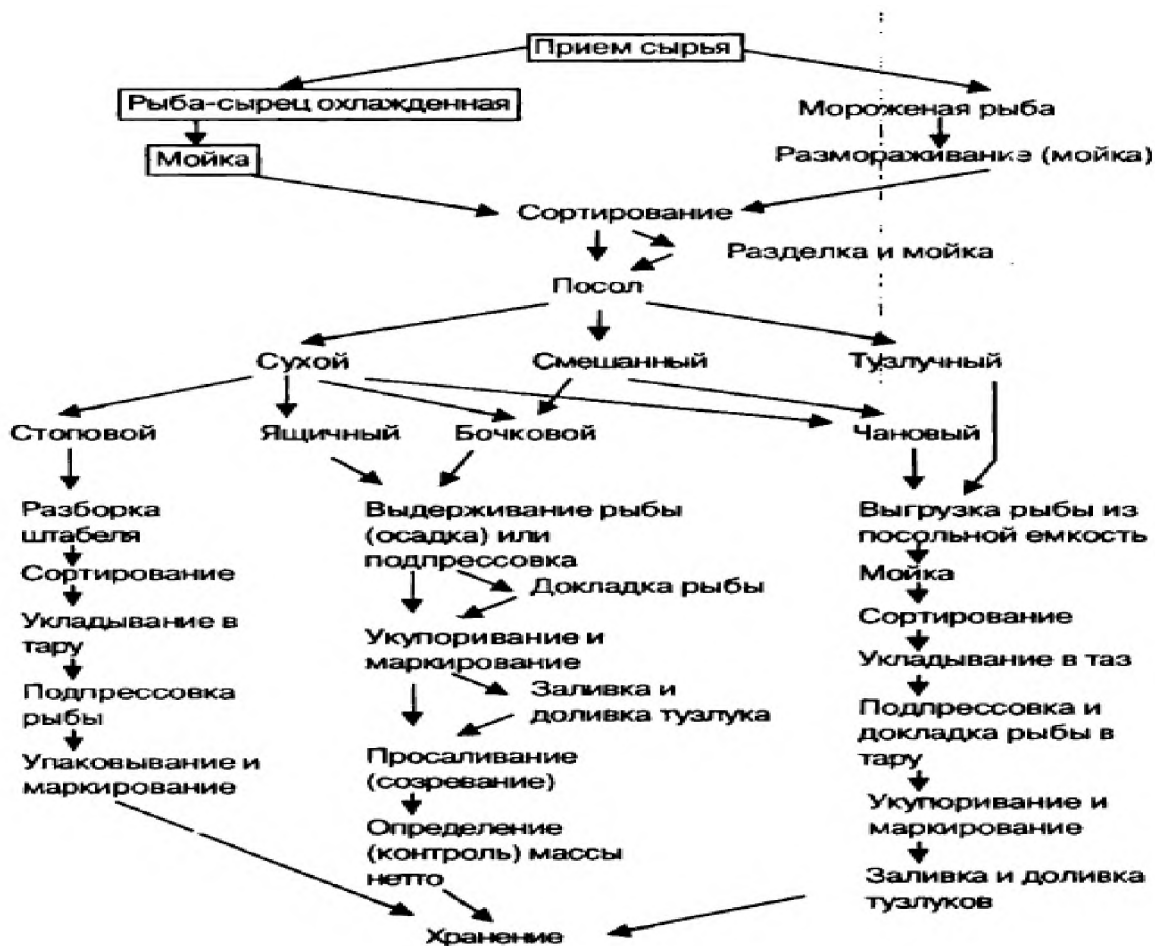 Прием сырья
Рыба-сырец охлажденная
Мороженая рыба
Мойка
Размораживание (мойка)
Сортирование
Разделка и мойка
Посол
Сухой
Смешанный
Тузлучный
Стоповой
Ящичный
Бочковой
Чановый
Разборка
штабеля
Сортирование
Укладывание в
тару
Подпрессовка
рыбы
Упаковывание и
маркирование
Выдерживание рыбы
(осадка) или
подпрессовка
Докладка рыбы
Укупоривание и
маркирование
Заливка и
доливка тузлука
Просаливание
(созревание)
Определение
(контроль) массы
нетто
Выгрузка рыбы из
посольной емкость
Мойка
Сортирование
Укладывание в таз
Подпрессовка и
докладка рыбы в
тару
Укупоривание и
маркирование
Заливка и доливка
тузлуков
Хранение